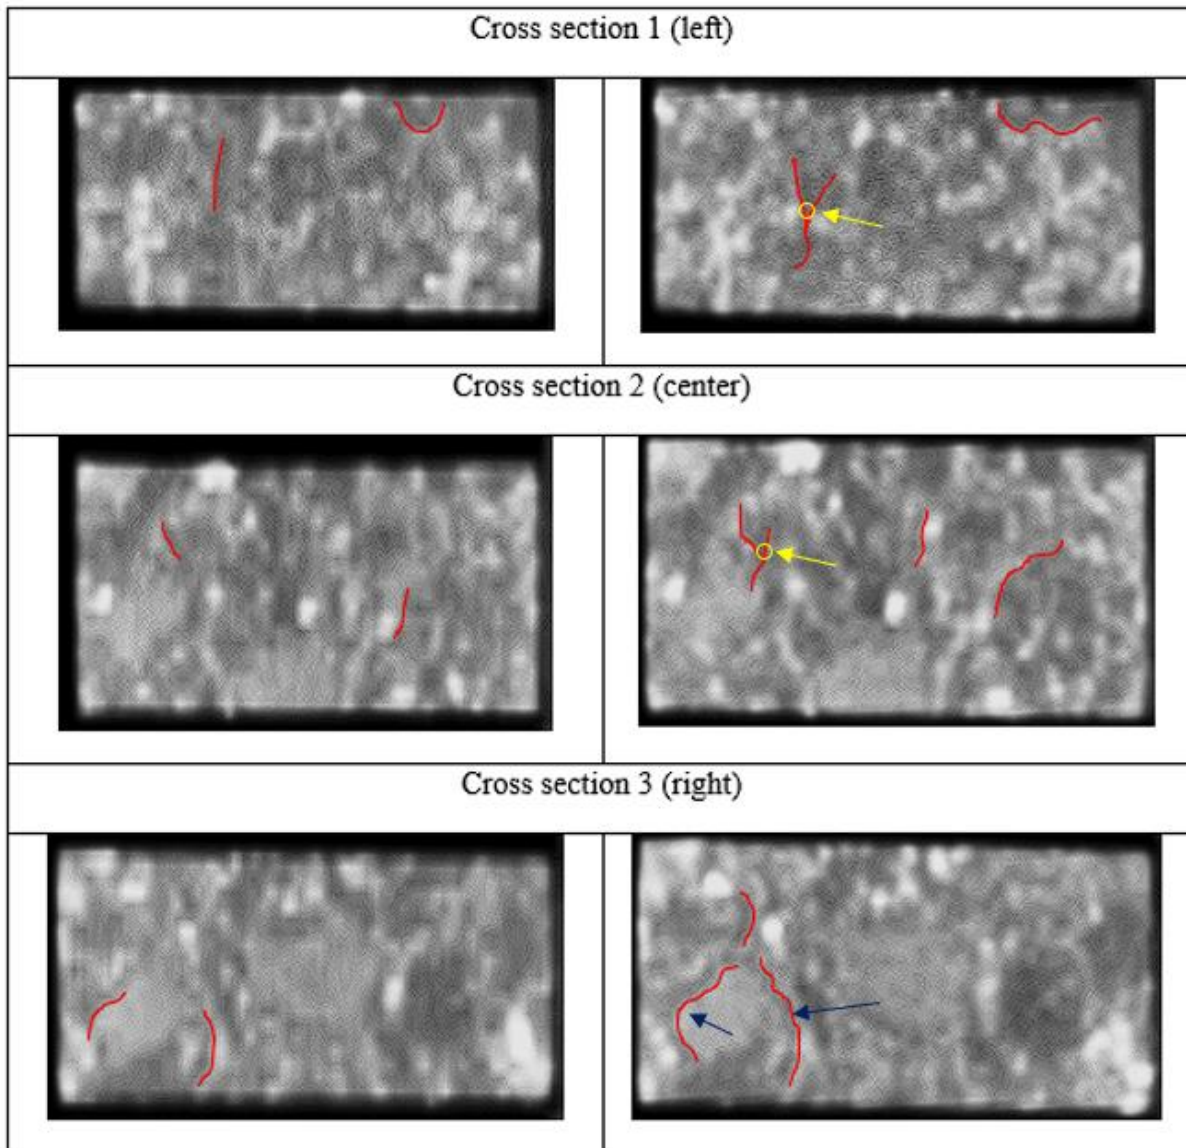 Cross section 1 (left)
Cross section 2 (center)
Cross section 3 (right)